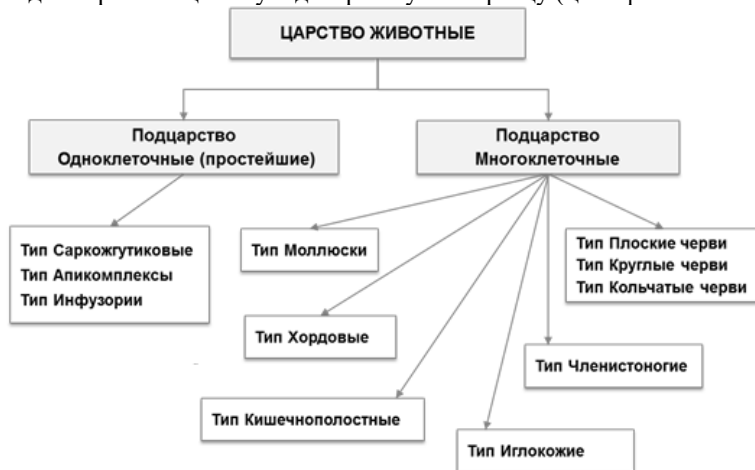 ЦАРСТВО ЖИВОТНЫЕ
Подцарство
Одноклеточные (простейшие)
Подцарство
Многоклеточные
Тип Саркожгутиковые
Тип Апикомплексы
Тип Инфузории
Тип Моллюски
Тип Плоские черви
Тип Круглые черви
Тип Кольчатые черви
Тип Хордовые
Тип Членистоногие
Тип Кишечнополостные
Тип Иглокожие